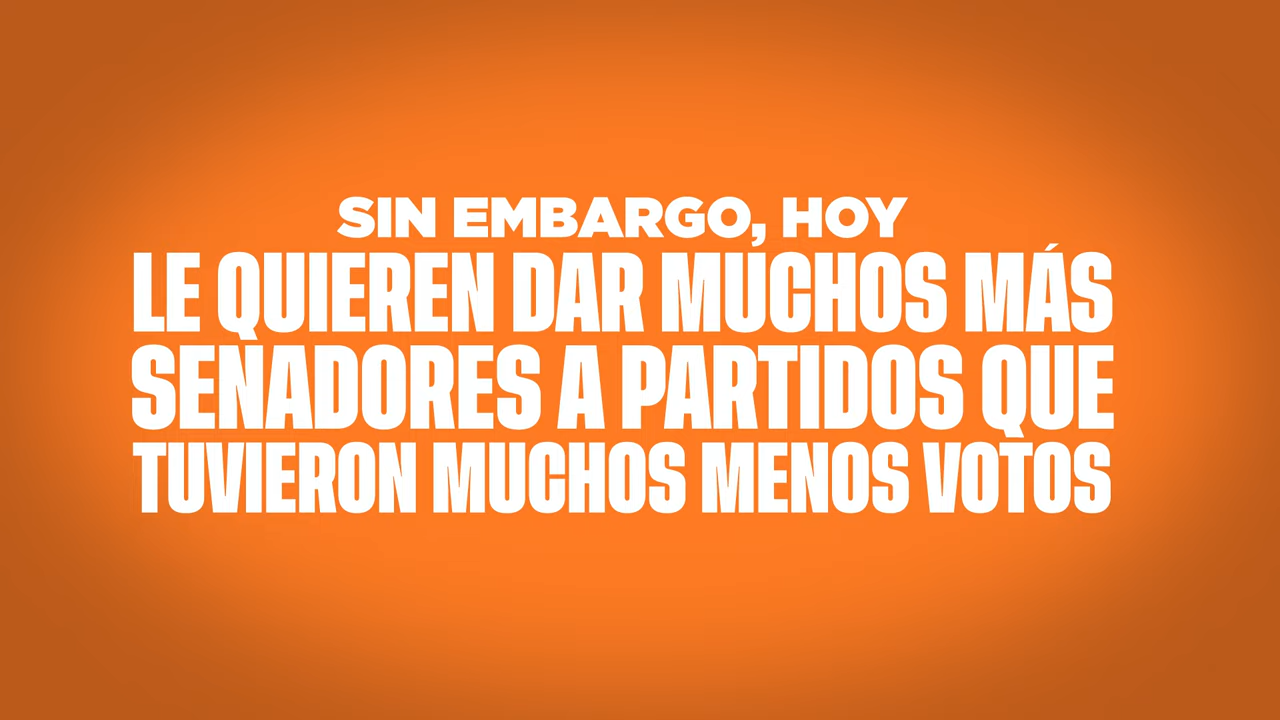 SIN EMBARGO, HOY
LE QUIEREN DAR MUCHOS MÁS
SENADORES A PARTIDOS QUE
TUVIERON MUCHOS MENOS VOTOS